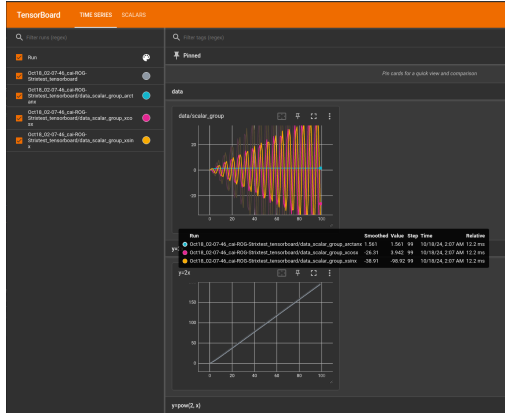 TensorBoard TIME SERIES SCALARS
Filter runs (regex)
Filter tags (regex)
Run
Pinned
Oct18_02-07-46_cai-ROG-
Strixtest_tensorboard
Pin cards for a quick view and comparison
Oct18_02-07-46_cai-ROG-
Strixtest_tensorboard/data_scalar_group_arct
anx
Oct18_02-07-46_cai-ROG-
Strixtest_tensorboard/data_scalar_group_xco
sx
Oct18_02-07-46_cai-ROG-
Strixtest_tensorboard/data_scalar_group_xsin
x
data
data/scalar_group
20
0
-20
0 20 40 60 80 100
Run Smoothed Value Step Time Relative
Oct18_02-07-46_cai-ROG-Strixtest_tensorboard/data_scalar_group_arctanx 1.561 1.561 99 10/18/24, 2:07 AM 12.2 ms
Oct18_02-07-46_cai-ROG-Strixtest_tensorboard/data_scalar_group_xcosx -26.31 3.942 99 10/18/24, 2:07 AM 12.2 ms
Oct18_02-07-46_cai-ROG-Strixtest_tensorboard/data_scalar_group_xsinx -38.91 -98.92 99 10/18/24, 2:07 AM 12.2 ms
y=2x
150
100
50
0
0 20 40 60 80 100
y=pow(2, x)